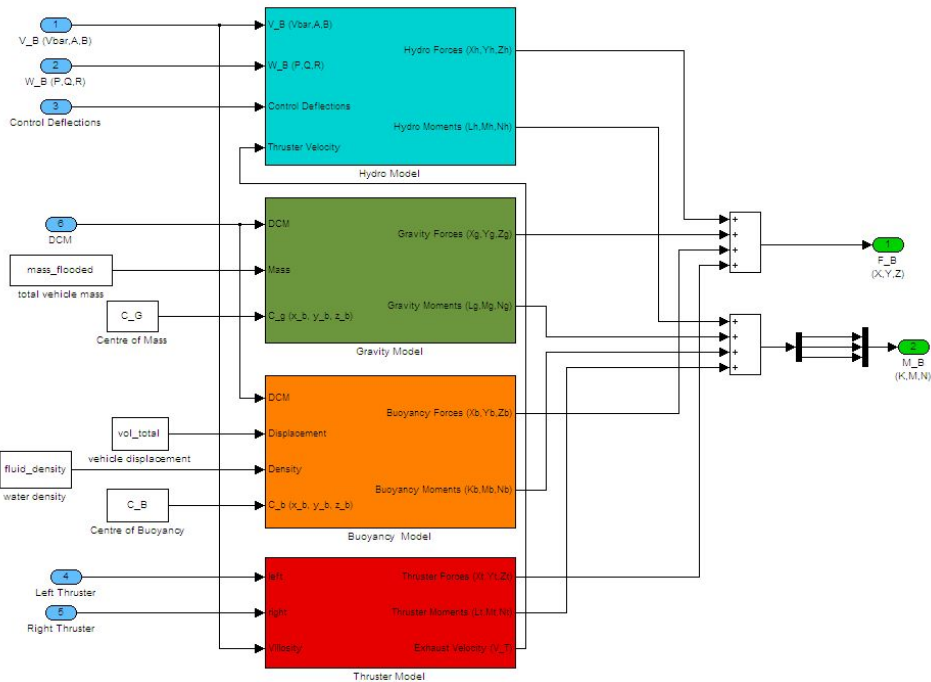 1
V_B (Vbar,A,B)
2
W_B (P,Q,R)
3
Control Deflections
V_B (Vbar,A,B)
W_B (P,Q,R)
Control Deflections
Thruster Velocity
Hydro Forces (Xh,Yh,Zh)
Hydro Moments (Lh,Mh,Nh)
Hydro Model
6
DCM
mass_flooded
total vehicle mass
C_G
Centre of Mass
DCM
Mass
C_g (x_b, y_b, z_b)
Gravity Forces (Xg,Yg,Zg)
Gravity Moments (Lg,Mg,Ng)
Gravity Model
vol_total
vehicle displacement
fluid_density
water density
C_B
Centre of Buoyancy
DCM
Displacement
Density
C_b (x_b, y_b, z_b)
Buoyancy Forces (Xb,Yb,Zb)
Buoyancy Moments (Kb,Mb,Nb)
Buoyancy Model
4
Left Thruster
5
Right Thruster
left
right
Villosity
Thruster Forces (Xt,Yt,Zt)
Thruster Moments (Lt,Mt,Nt)
Exhaust Velocity (V_T)
Thruster Model
+
+
+
+
+
+
+
+
1
F_B
(X,Y,Z)
2
M_B
(K,M,N)